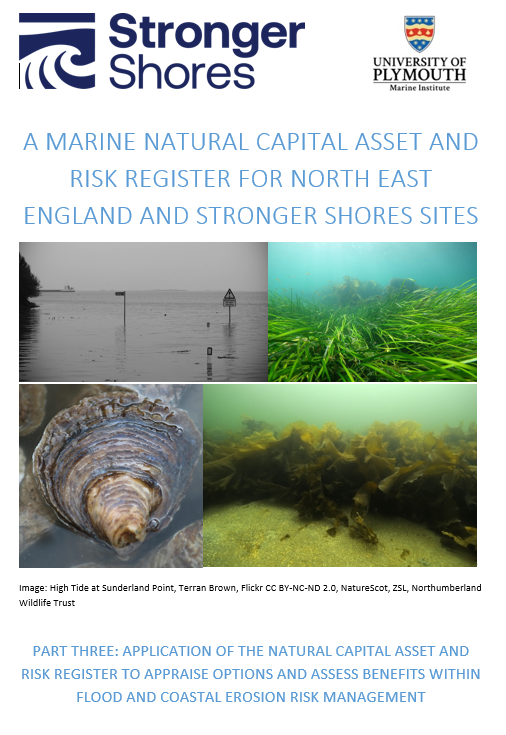 Stronger
Shores
UNIVERSITY OF
PLYMOUTH
Marine Institute
A MARINE NATURAL CAPITAL ASSET AND
RISK REGISTER FOR NORTH EAST
ENGLAND AND STRONGER SHORES SITES
Image: High Tide at Sunderland Point, Terran Brown, Flickr CC BY-NC-ND 2.0, NatureScot, ZSL, Northumberland
Wildlife Trust
PART THREE: APPLICATION OF THE NATURAL CAPITAL ASSET AND
RISK REGISTER TO APPRAISE OPTIONS AND ASSESS BENEFITS WITHIN
FLOOD AND COASTAL EROSION RISK MANAGEMENT